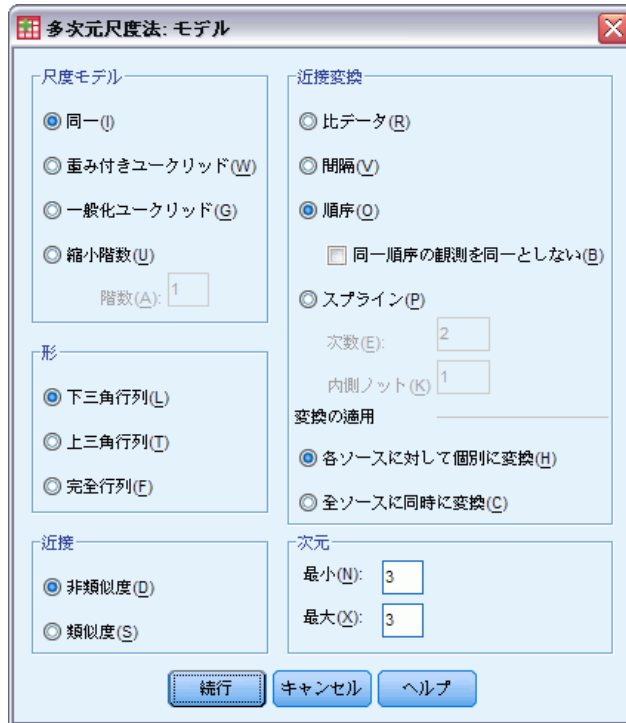 多次元尺度法: モデル
尺度モデル
同一(I)
重み付きユークリッド(W)
一般化ユークリッド(G)
縮小階数(U)
階数(A): 1
形
下三角行列(L)
上三角行列(T)
完全行列(F)
近接
非類似度(D)
類似度(S)
近接変換
比データ(R)
間隔(V)
順序(O)
同一順序の観測を同一としない(B)
スプライン(P)
次数(E): 2
内側ノット(K) 1
変換の適用
各ソースに対して個別に変換(H)
全ソースに同時に変換(C)
次元
最小(N): 3
最大(X): 3
続行 キャンセル ヘルプ